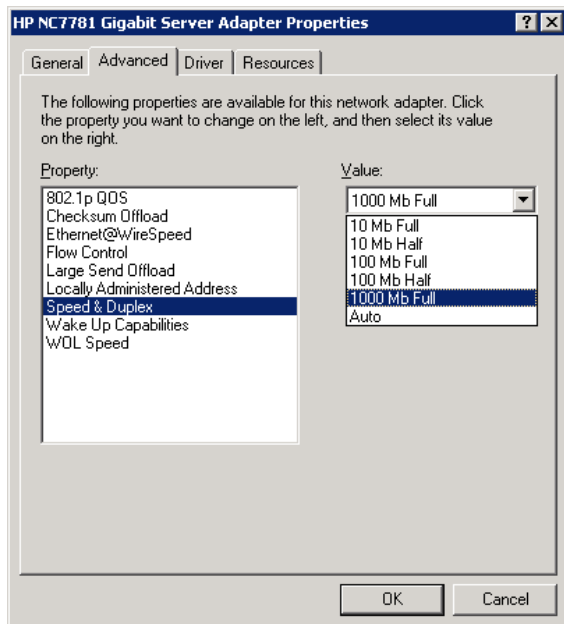 HP NC7781 Gigabit Server Adapter Properties
General Advanced Driver Resources
The following properties are available for this network adapter. Click
the property you want to change on the left, and then select its value
on the right.
Property:
802.1p QOS
Checksum Offload
Ethernet@WireSpeed
Flow Control
Large Send Offload
Locally Administered Address
Speed & Duplex
Wake Up Capabilities
WOL Speed
Value:
1000 Mb Full
10 Mb Full
10 Mb Half
100 Mb Full
100 Mb Half
1000 Mb Full
Auto
OK Cancel